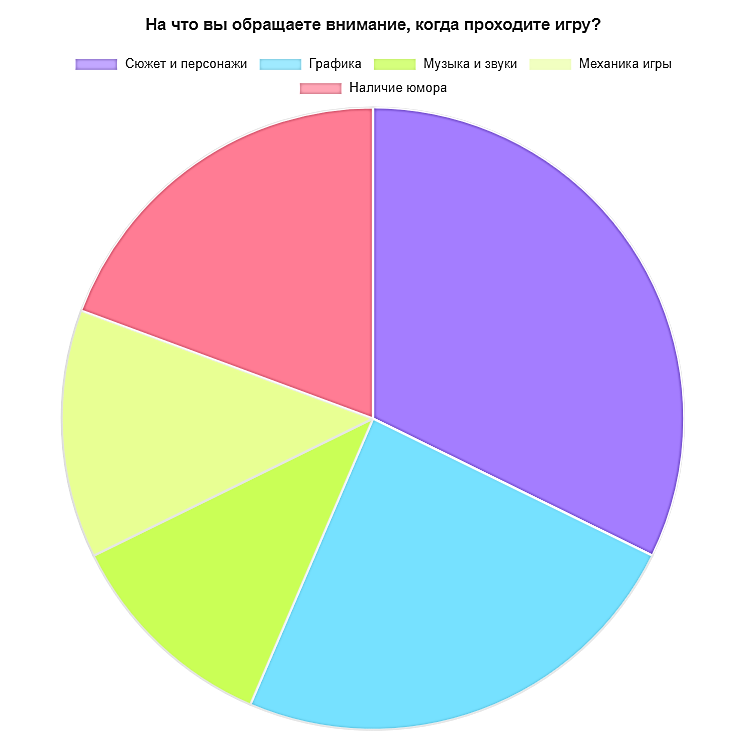 На что вы обращаете внимание, когда проходите игру?
Сюжет и персонажи Графика Музыка и звуки Механика игры
Наличие юмора